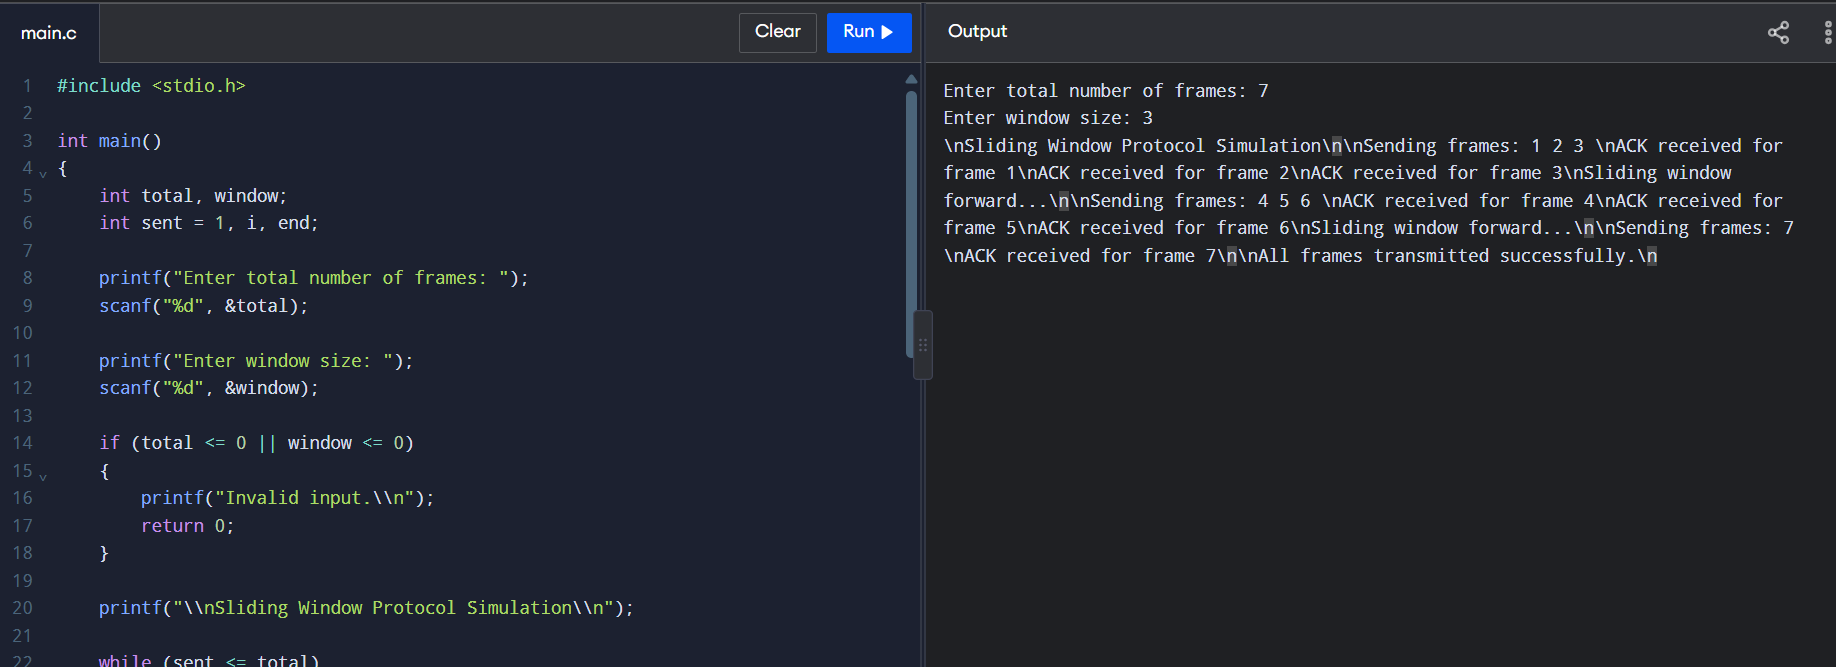 main.c
Clear
Run
1 #include <stdio.h>
2
3 int main()
4 {
5 int total, window;
6 int sent = 1, i, end;
7
8 printf("Enter total number of frames: ");
9 scanf("%d", &total);
10
11 printf("Enter window size: ");
12 scanf("%d", &window);
13
14 if (total <= 0 || window <= 0)
15 {
16 printf("Invalid input.\\n");
17 return 0;
18 }
19
20 printf("\\nSliding Window Protocol Simulation\\n");
21
22 while (sent <= total)
Output
Enter total number of frames: 7
Enter window size: 3
\nSliding Window Protocol Simulation\n\nSending frames: 1 2 3 \nACK received for
frame 1\nACK received for frame 2\nACK received for frame 3\nSliding window
forward...\n\nSending frames: 4 5 6 \nACK received for frame 4\nACK received for
frame 5\nACK received for frame 6\nSliding window forward...\n\nSending frames: 7
\nACK received for frame 7\n\nAll frames transmitted successfully.\n